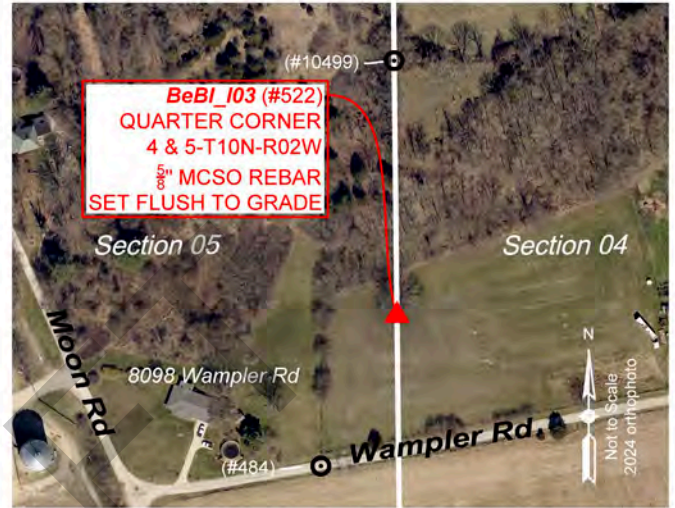 (#10499)
BeBl_I03 (#522)
QUARTER CORNER
4 & 5-T10N-R02W
5/8" MCSO REBAR
SET FLUSH TO GRADE
Section 05
Section 04
Moon Rd
8098 Wampler Rd
N
Not to Scale
2024 orthophoto
Wampler Rd.
(#484)